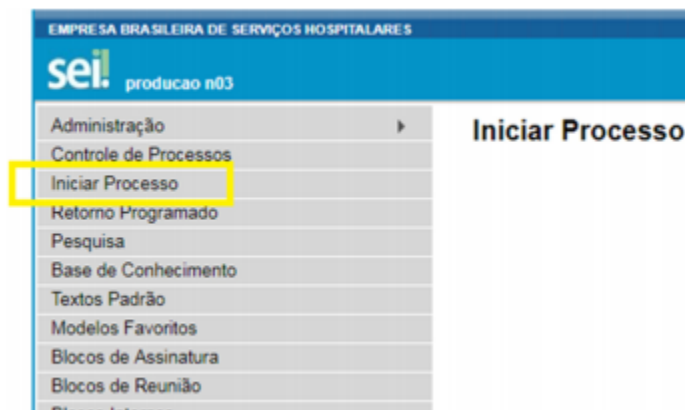 EMPRESA BRASILEIRA DE SERVIÇOS HOSPITALARES
sei!
producao n03
Administração
Iniciar Processo
Controle de Processos
Iniciar Processo
Retorno Programado
Pesquisa
Base de Conhecimento
Textos Padrão
Modelos Favoritos
Blocos de Assinatura
Blocos de Reunião